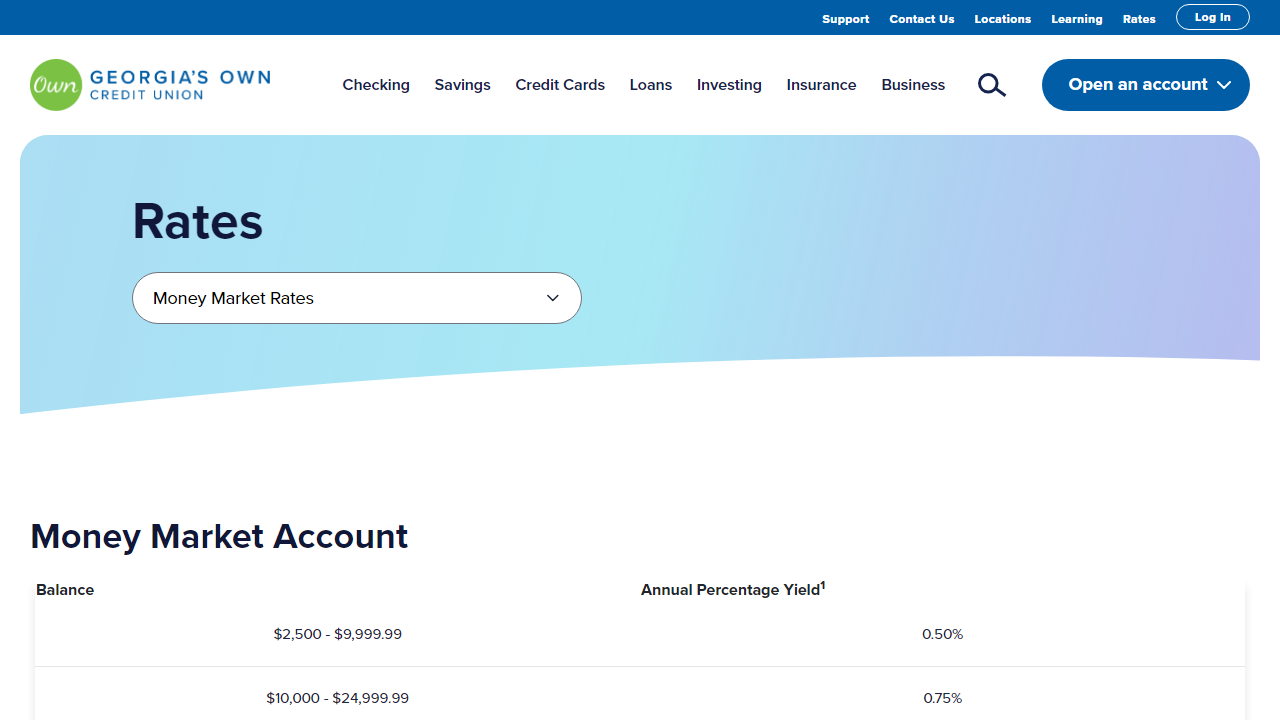 Support Contact Us Locations Learning Rates Log In
Own GEORGIA'S OWN
CREDIT UNION
Checking Savings Credit Cards Loans Investing Insurance Business Open an account
Rates
Money Market Rates
Money Market Account
Balance Annual Percentage Yield1
$2,500 - $9,999.99 0.50%
$10,000 - $24,999.99 0.75%